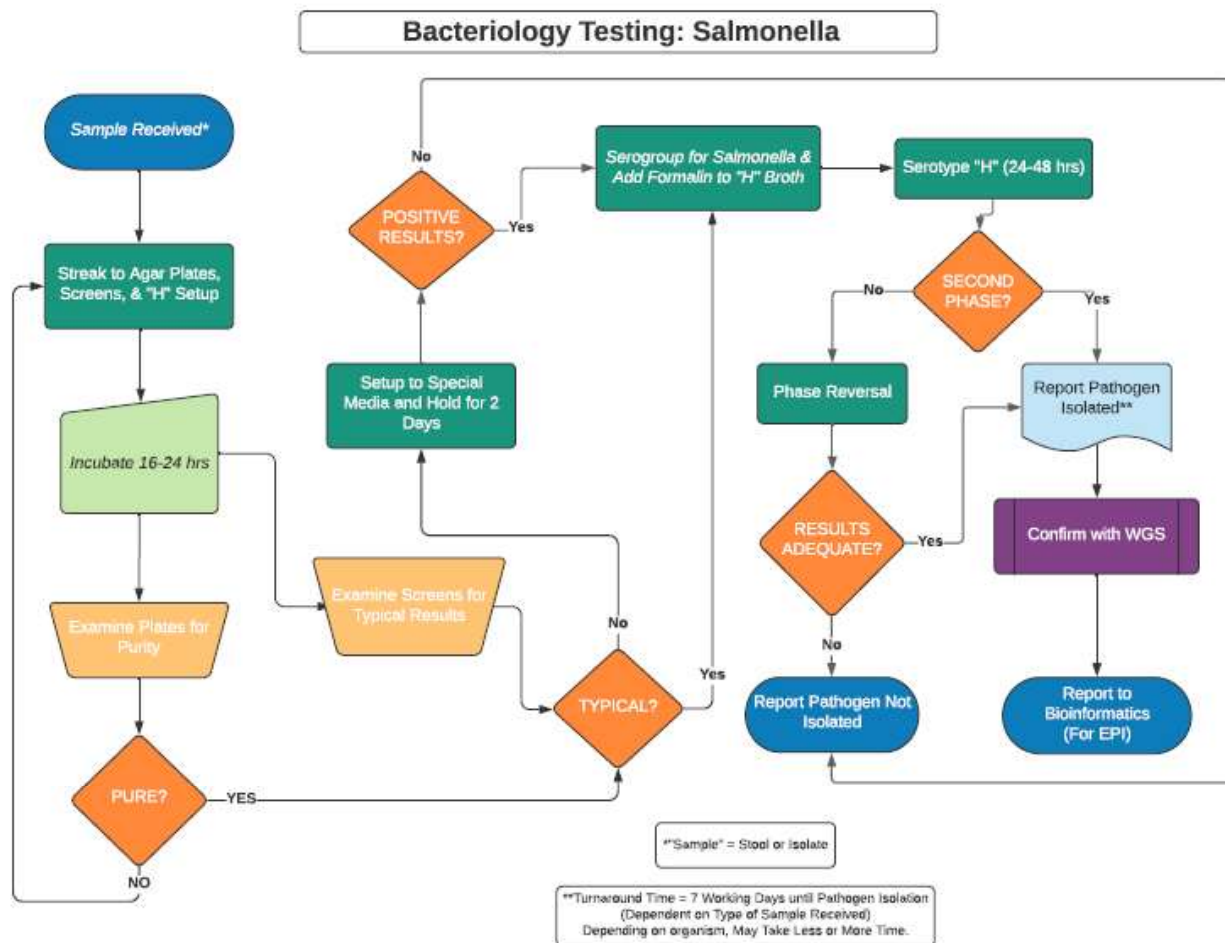 Bacteriology Testing: Salmonella
Sample Received*
Streak to Agar Plates,
Screens, & "H" Setup
Incubate 16-24 hrs
Examine Plates for
Purity
PURE?
YES
NO
Examine Screens for
Typical Results
TYPICAL?
No
Yes
Setup to Special
Media and Hold for 2
Days
POSITIVE
RESULTS?
No
Yes
Serogroup for Salmonella &
Add Formalin to "H" Broth
Serotype "H" (24-48 hrs)
SECOND
PHASE?
No
Yes
Phase Reversal
RESULTS
ADEQUATE?
Yes
No
Report Pathogen Not
Isolated
Report Pathogen
Isolated**
Confirm with WGS
Report to
Bioinformatics
(For EPI)
*"Sample" = Stool or Isolate
**Turnaround Time = 7 Working Days until Pathogen Isolation
(Dependent on Type of Sample Received)
Depending on organism, May Take Less or More Time.